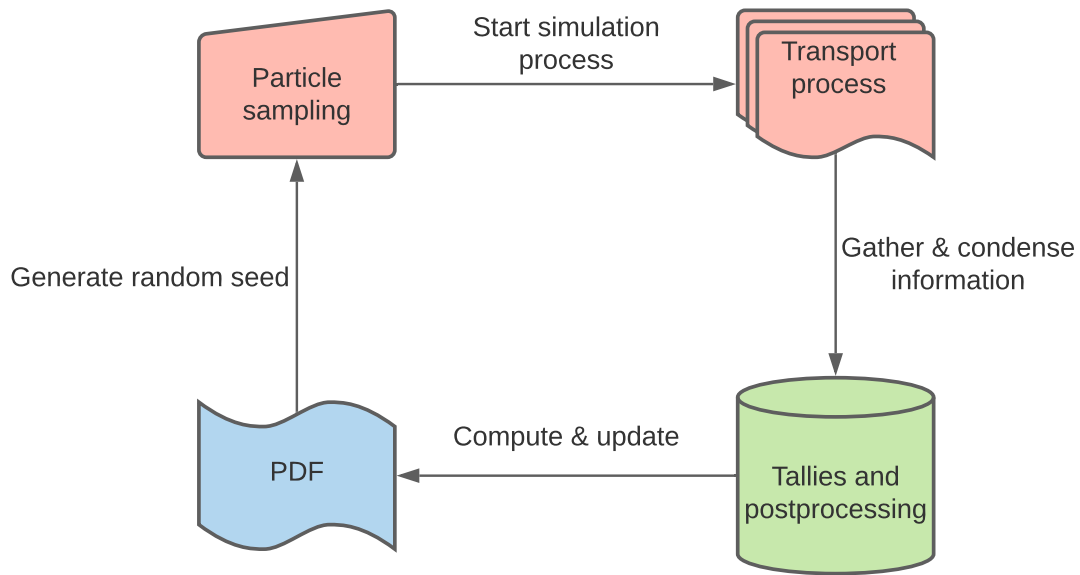 Particle
sampling
Start simulation
process
Transport
process
Gather & condense
information
Generate random seed
Compute & update
PDF
Tallies and
postprocessing